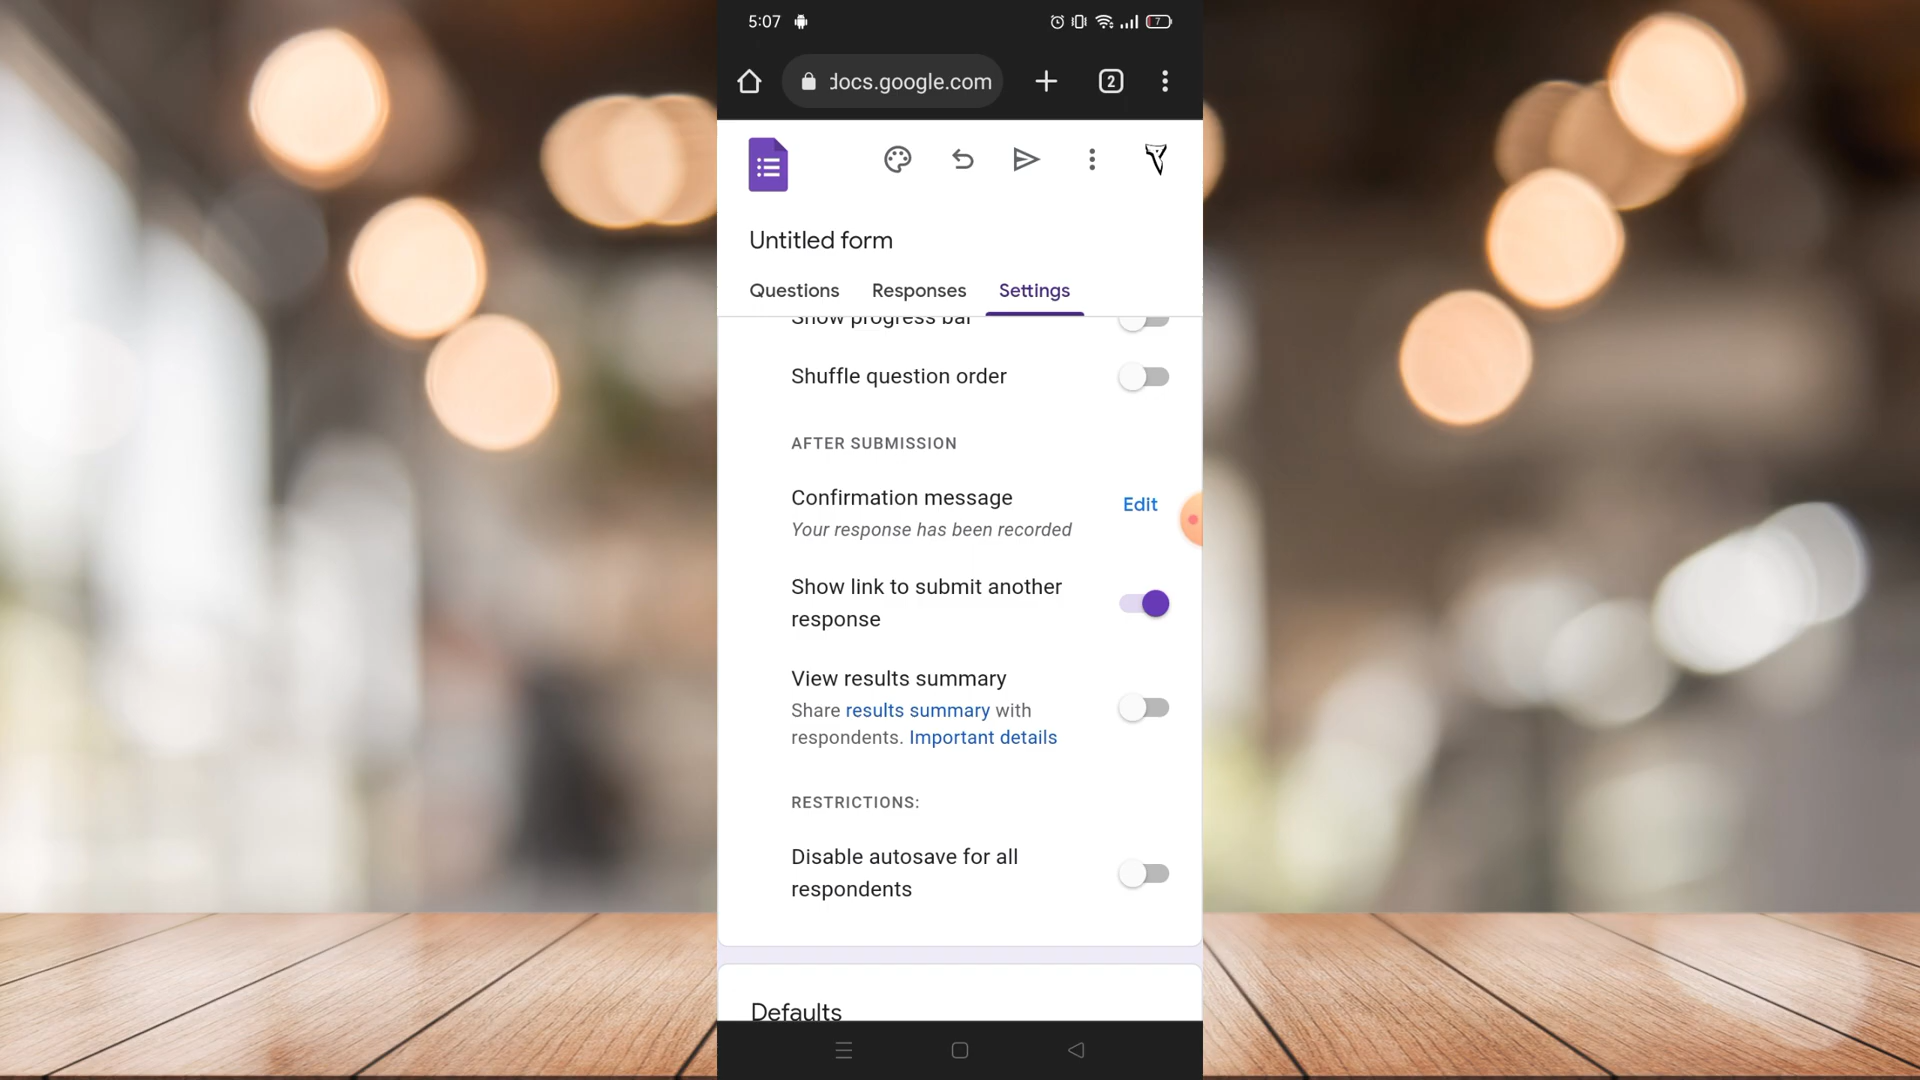 5:07
7
docs.google.com
2
Untitled form
Questions Responses Settings
Show progress bar
Shuffle question order
AFTER SUBMISSION
Confirmation message
Edit
Your response has been recorded
Show link to submit another
response
View results summary
Share results summary with
respondents. Important details
RESTRICTIONS:
Disable autosave for all
respondents
Defaults